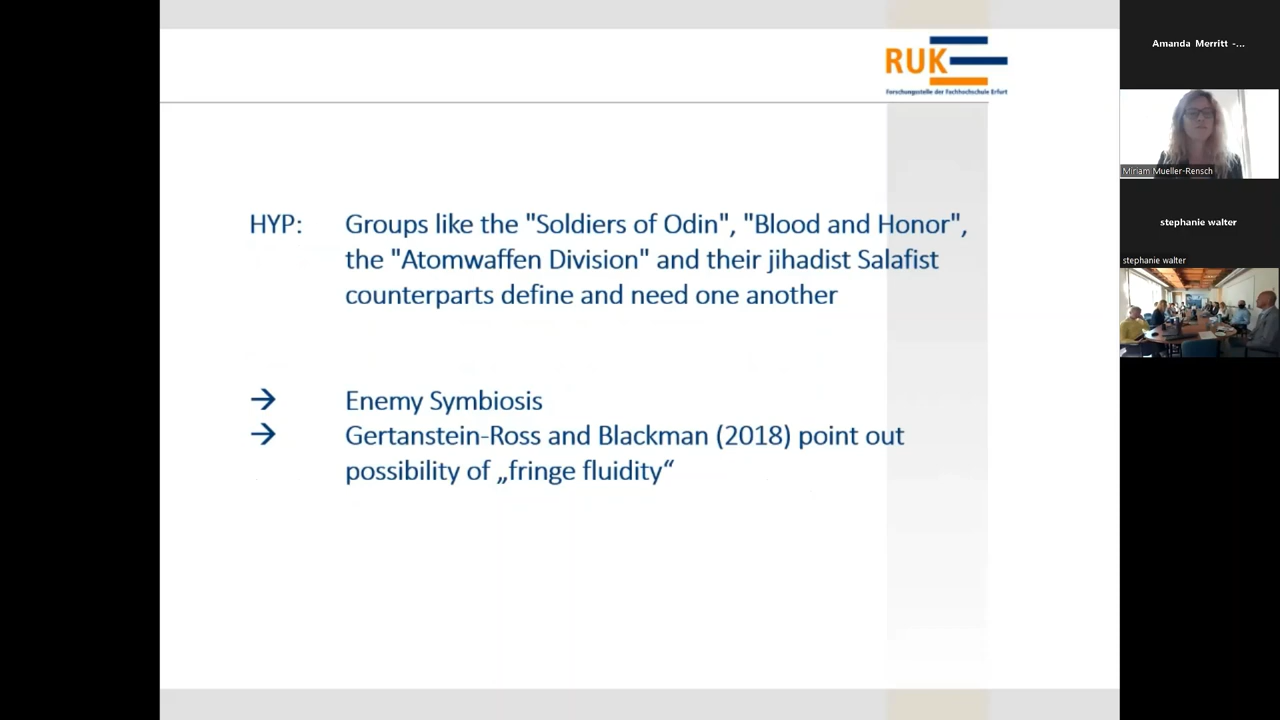 RUK
Forschungsstelle der Fachhochschule Erfurt
HYP: Groups like the "Soldiers of Odin", "Blood and Honor",
the "Atomwaffen Division" and their jihadist Salafist
counterparts define and need one another
→ Enemy Symbiosis
→ Gertanstein-Ross and Blackman (2018) point out
possibility of „fringe fluidity“
Amanda Merritt -...
Miriam Mueller-Rensch
stephanie walter
stephanie walter